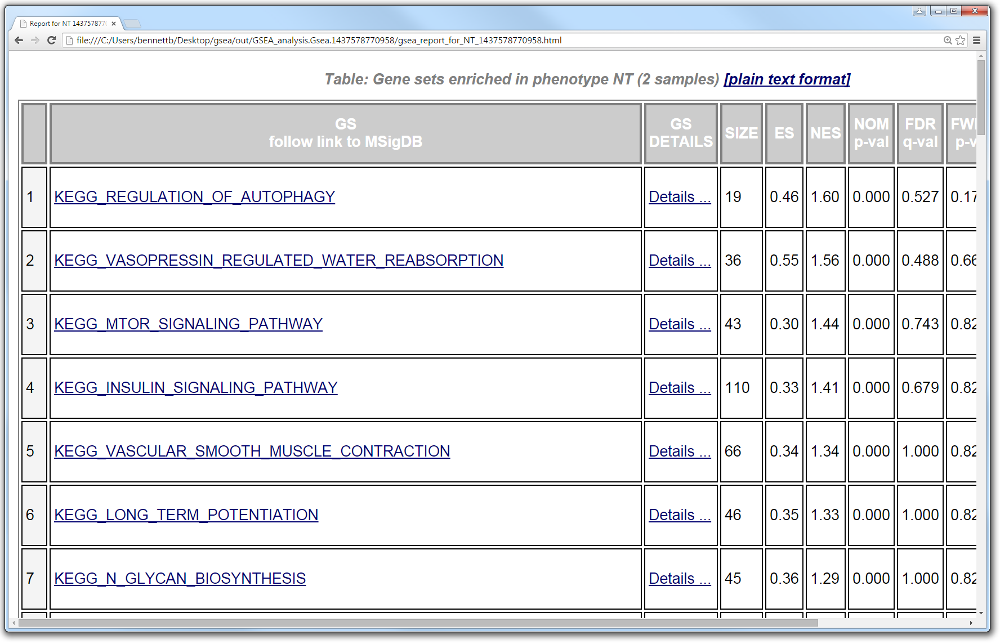 Report for NT 143757877
file:///C:/Users/bennettb/Desktop/gsea/out/GSEA_analysis.Gsea.1437578770958/gsea_report_for_NT_1437578770958.html
Table: Gene sets enriched in phenotype NT (2 samples) [plain text format]
GS
follow link to MSigDB
GS
DETAILS
SIZE
ES
NES
NOM
p-val
FDR
q-val
FW
p-v
1 KEGG_REGULATION_OF_AUTOPHAGY Details ... 19 0.46 1.60 0.000 0.527 0.17
2 KEGG_VASOPRESSIN_REGULATED_WATER_REABSORPTION Details ... 36 0.55 1.56 0.000 0.488 0.66
3 KEGG_MTOR_SIGNALING_PATHWAY Details ... 43 0.30 1.44 0.000 0.743 0.82
4 KEGG_INSULIN_SIGNALING_PATHWAY Details ... 110 0.33 1.41 0.000 0.679 0.82
5 KEGG_VASCULAR_SMOOTH_MUSCLE_CONTRACTION Details ... 66 0.34 1.34 0.000 1.000 0.82
6 KEGG_LONG_TERM_POTENTIATION Details ... 46 0.35 1.33 0.000 1.000 0.82
7 KEGG_N_GLYCAN_BIOSYNTHESIS Details ... 45 0.36 1.29 0.000 1.000 0.82